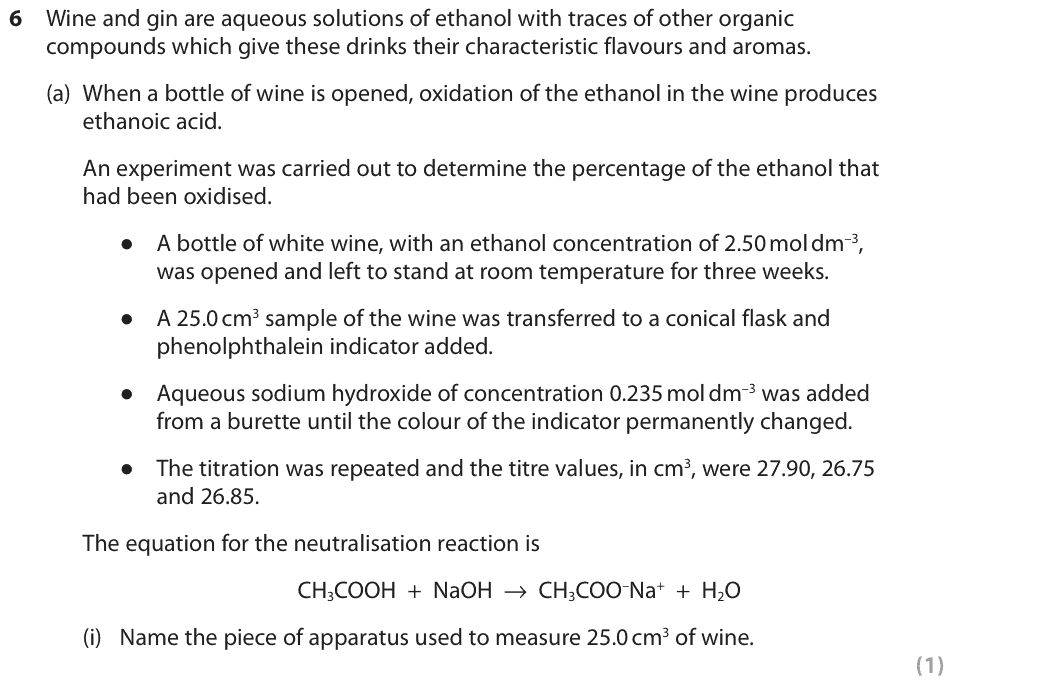 6 Wine and gin are aqueous solutions of ethanol with traces of other organic
compounds which give these drinks their characteristic flavours and aromas.
(a) When a bottle of wine is opened, oxidation of the ethanol in the wine produces
ethanoic acid.
An experiment was carried out to determine the percentage of the ethanol that
had been oxidised.
● A bottle of white wine, with an ethanol concentration of 2.50 mol dm⁻³,
was opened and left to stand at room temperature for three weeks.
● A 25.0 cm³ sample of the wine was transferred to a conical flask and
phenolphthalein indicator added.
● Aqueous sodium hydroxide of concentration 0.235 mol dm⁻³ was added
from a burette until the colour of the indicator permanently changed.
● The titration was repeated and the titre values, in cm³, were 27.90, 26.75
and 26.85.
The equation for the neutralisation reaction is
CH₃COOH + NaOH → CH₃COO⁻Na⁺ + H₂O
(i) Name the piece of apparatus used to measure 25.0 cm³ of wine.
(1)